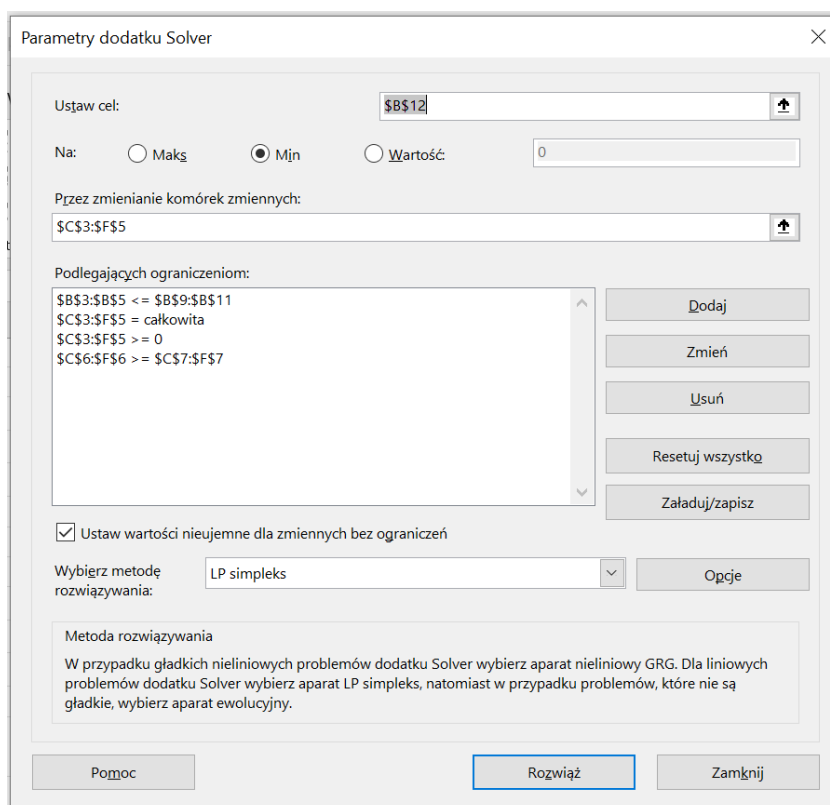 Parametry dodatku Solver
Ustaw cel:
$B$12
Na:
Maks
Min
Wartość:
0
Przez zmienianie komórek zmiennych:
$C$3:$F$5
Podlegających ograniczeniom:
$B$3:$B$5 <= $B$9:$B$11
$C$3:$F$5 = całkowita
$C$3:$F$5 >= 0
$C$6:$F$6 >= $C$7:$F$7
Dodaj
Zmień
Usuń
Resetuj wszystko
Załaduj/zapisz
Ustaw wartości nieujemne dla zmiennych bez ograniczeń
Wybierz metodę
rozwiązywania:
LP simpleks
Opcje
Metoda rozwiązywania
W przypadku gładkich nieliniowych problemów dodatku Solver wybierz aparat nieliniowy GRG. Dla liniowych
problemów dodatku Solver wybierz aparat LP simpleks, natomiast w przypadku problemów, które nie są
gładkie, wybierz aparat ewolucyjny.
Pomoc
Rozwiąż
Zamknij